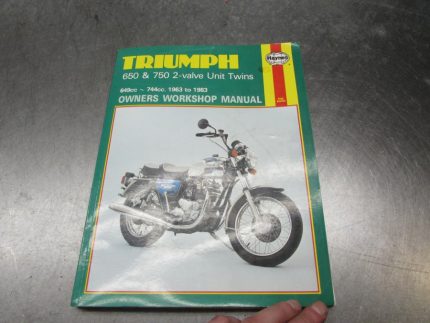 TRIUMPH
Haynes
650 & 750 2-valve Unit Twins
649cc ~ 744cc. 1963 to 1983
OWNERS WORKSHOP MANUAL